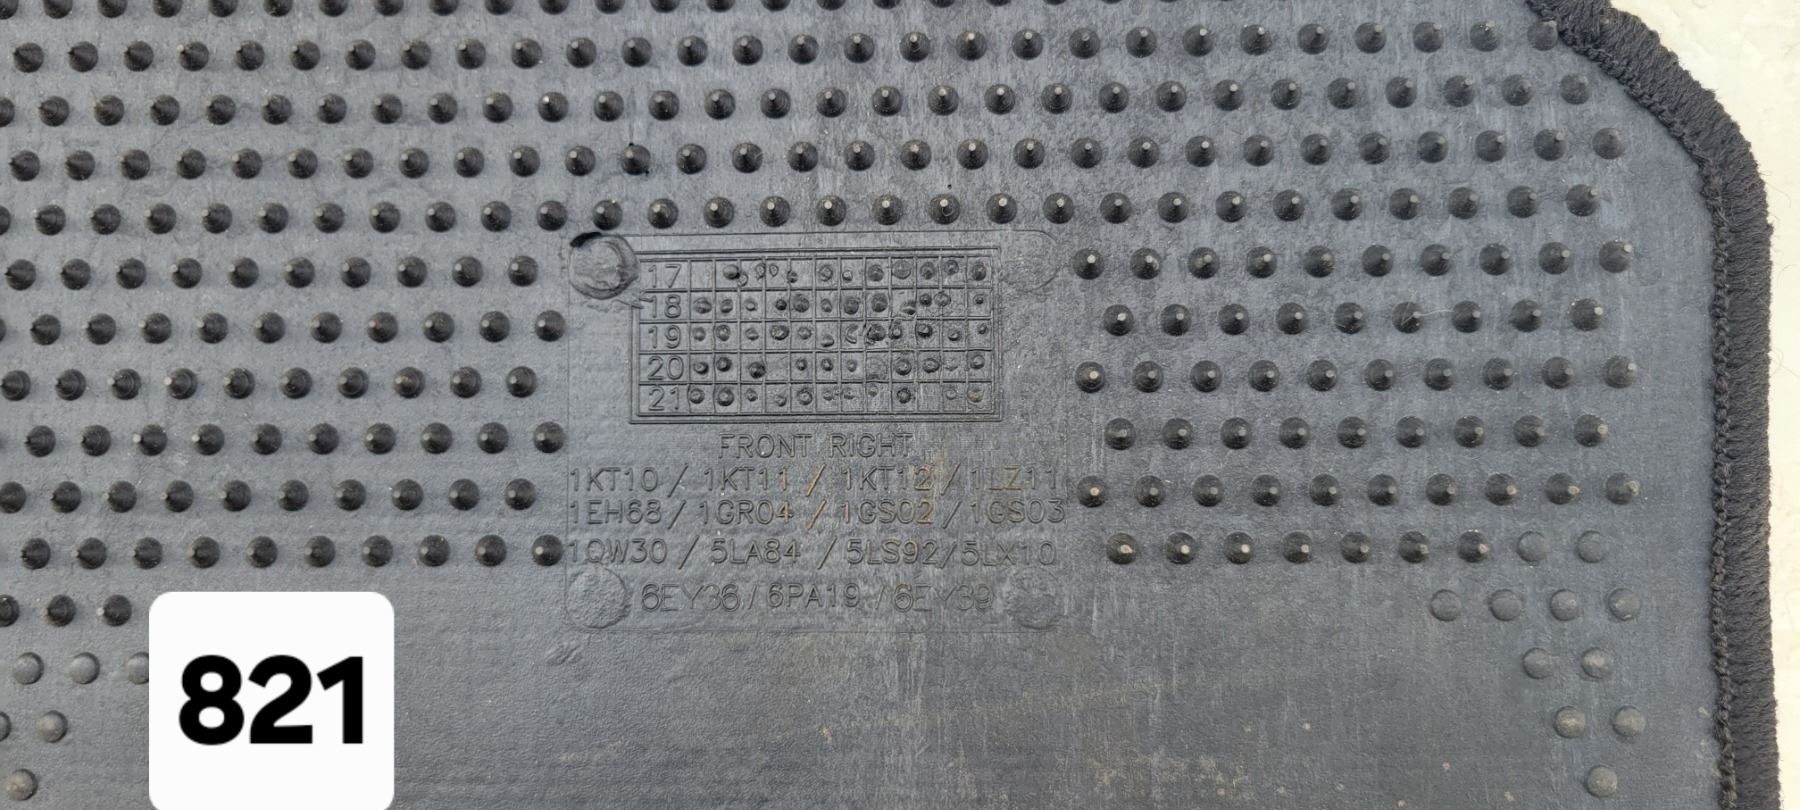 17
18
19
20
21
FRONT RIGHT
1KT10 / 1KT11 / 1KT12 / 1LZ11
1EH68 / 1GR04 / 1GS02 / 1GS03
1QW30 / 5LA84 / 5LS92 / 5LX10
6EY36 / 6PA19 / 6EY39
821